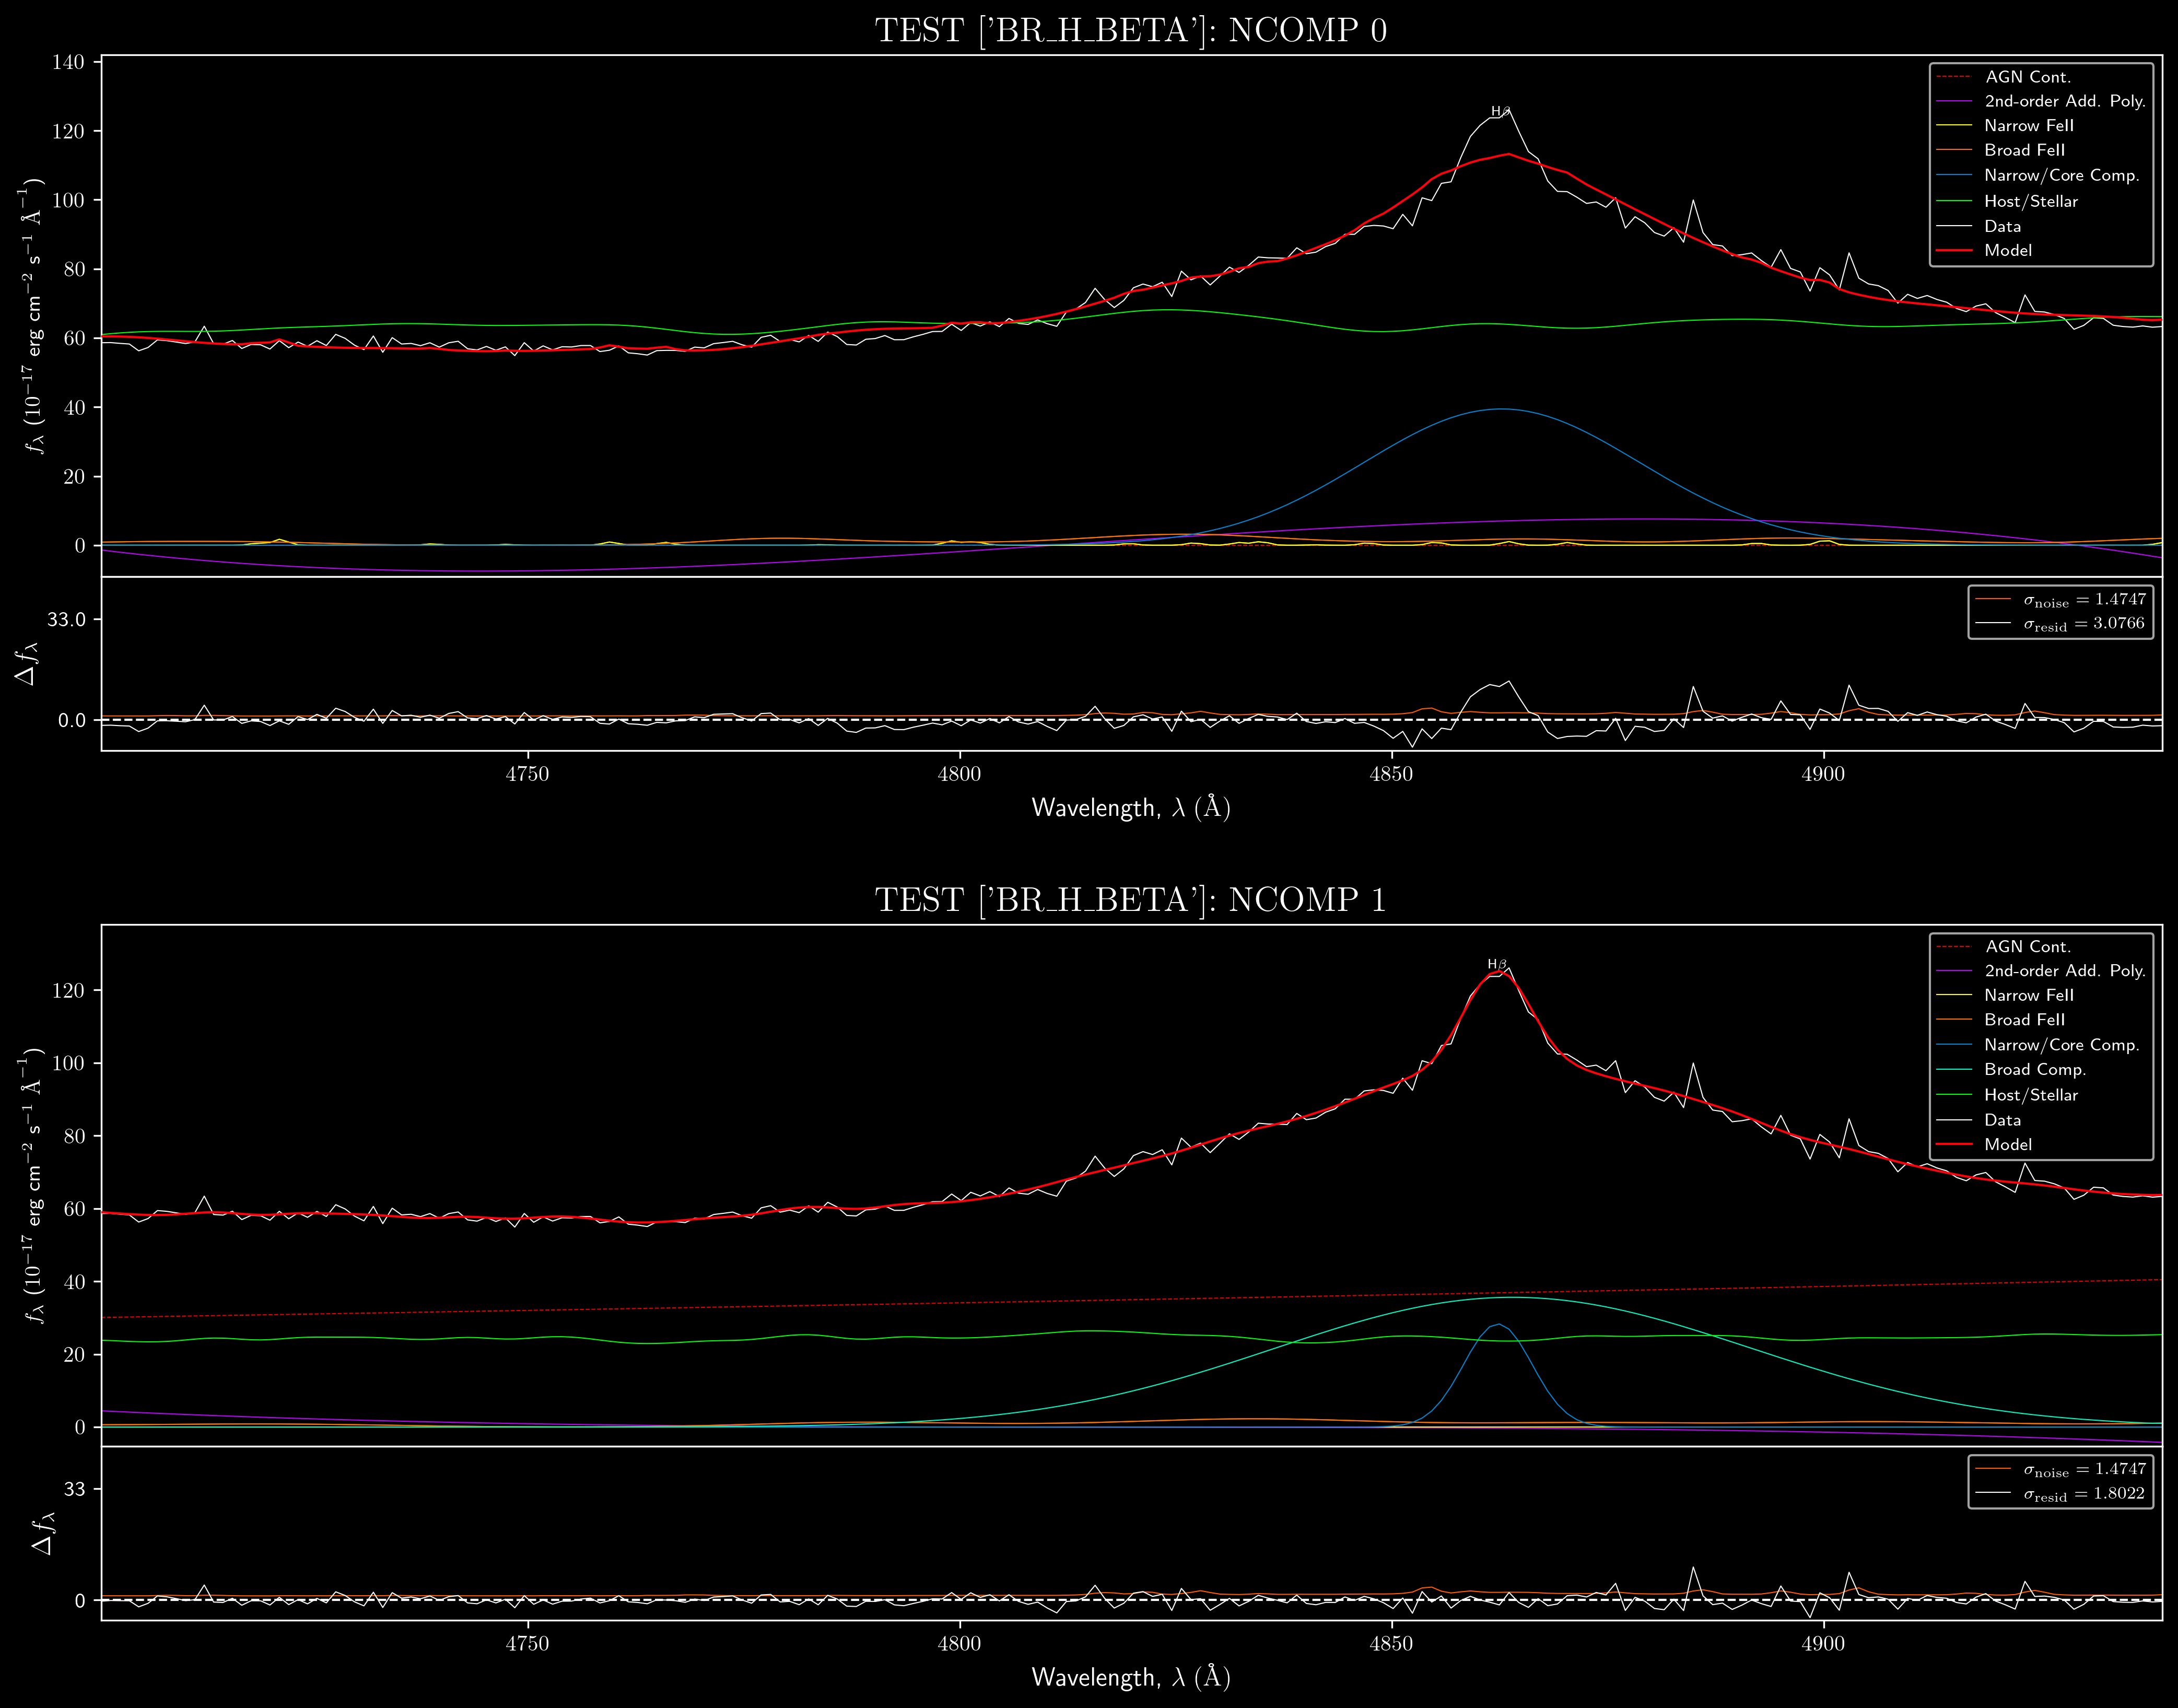 TEST ['BR_H_BETA']: NCOMP 0
140
120
100
80
60
40
20
0
fλ (10⁻¹⁷ erg cm⁻² s⁻¹ Å⁻¹)
Hβ
AGN Cont.
2nd-order Add. Poly.
Narrow FeII
Broad FeII
Narrow/Core Comp.
Host/Stellar
Data
Model
33.0
0.0
Δfλ
σnoise = 1.4747
σresid = 3.0766
4750 4800 4850 4900
Wavelength, λ (Å)
TEST ['BR_H_BETA']: NCOMP 1
120
100
80
60
40
20
0
fλ (10⁻¹⁷ erg cm⁻² s⁻¹ Å⁻¹)
Hβ
AGN Cont.
2nd-order Add. Poly.
Narrow FeII
Broad FeII
Narrow/Core Comp.
Broad Comp.
Host/Stellar
Data
Model
33
0
Δfλ
σnoise = 1.4747
σresid = 1.8022
4750 4800 4850 4900
Wavelength, λ (Å)